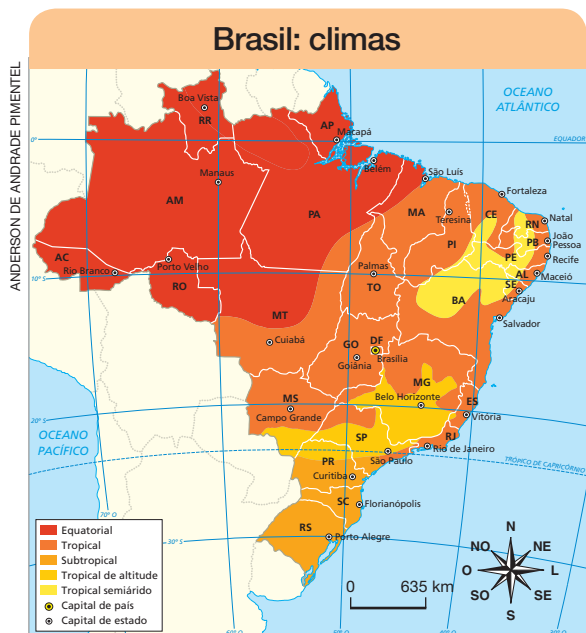 Brasil: climas
ANDERSON DE ANDRADE PIMENTEL
OCEANO
ATLÂNTICO
Boa Vista
RR
AP
Macapá
0°
EQUADOR
Belém
São Luís
Manaus
Fortaleza
AM
PA
MA
Teresina
CE
RN
Natal
PB
João
Pessoa
PI
PE
Recife
AC
Rio Branco
Porto Velho
Palmas
TO
AL
Maceió
SE
Aracaju
10° S
RO
BA
Salvador
MT
Cuiabá
GO
DF
Brasília
Goiânia
MG
Belo Horizonte
ES
Vitória
MS
Campo Grande
20° S
SP
RJ
Rio de Janeiro
São Paulo
OCEANO
PACÍFICO
TRÓPICO DE CAPRICÓRNIO
PR
Curitiba
SC
Florianópolis
70° O
RS
Porto Alegre
30° S
Equatorial
Tropical
Subtropical
Tropical de altitude
Tropical semiárido
Capital de país
Capital de estado
0 635 km
N
NO NE
O L
SO SE
S
60° O
50° O
40° O
30° O